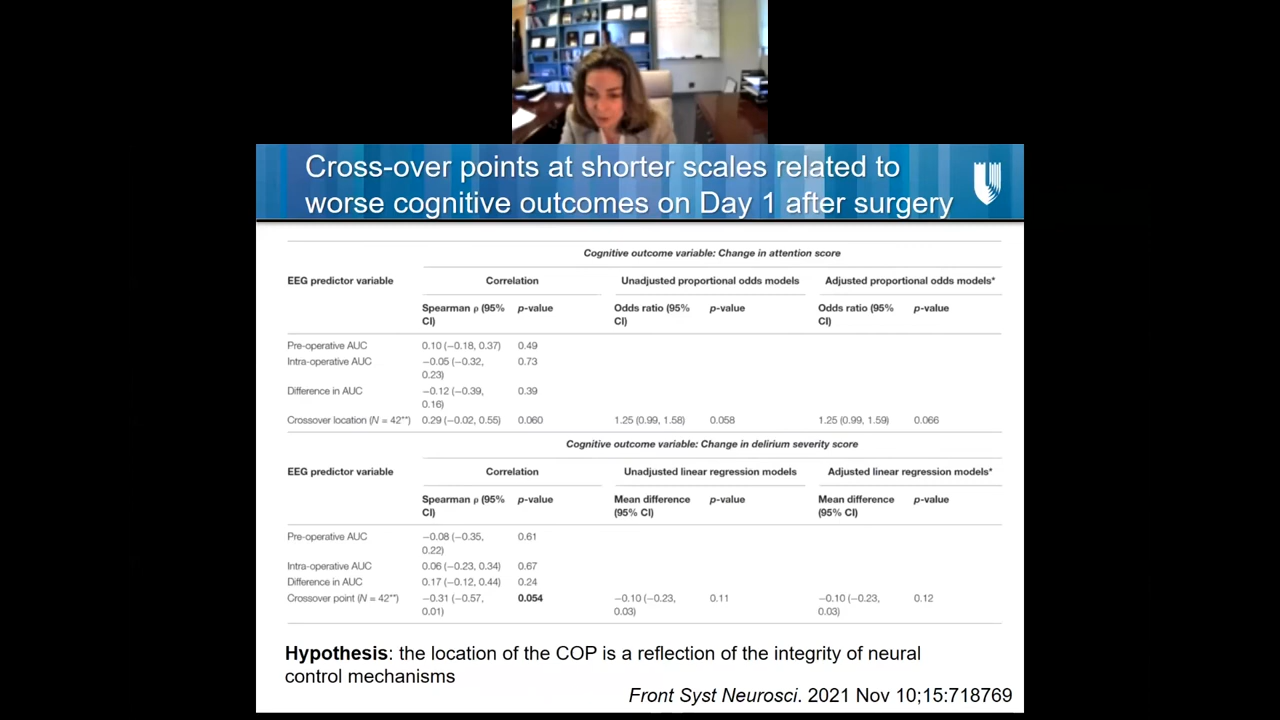 Cross-over points at shorter scales related to
worse cognitive outcomes on Day 1 after surgery
Cognitive outcome variable: Change in attention score
EEG predictor variable Correlation Unadjusted proportional odds models Adjusted proportional odds models*
Spearman ρ (95% CI) p-value Odds ratio (95% CI) p-value Odds ratio (95% CI) p-value
Pre-operative AUC 0.10 (−0.18, 0.37) 0.49
Intra-operative AUC −0.05 (−0.32, 0.23) 0.73
Difference in AUC −0.12 (−0.39, 0.16) 0.39
Crossover location (N = 42**) 0.29 (−0.02, 0.55) 0.060 1.25 (0.99, 1.58) 0.058 1.25 (0.99, 1.59) 0.066
Cognitive outcome variable: Change in delirium severity score
EEG predictor variable Correlation Unadjusted linear regression models Adjusted linear regression models*
Spearman ρ (95% CI) p-value Mean difference (95% CI) p-value Mean difference (95% CI) p-value
Pre-operative AUC −0.08 (−0.35, 0.22) 0.61
Intra-operative AUC 0.06 (−0.23, 0.34) 0.67
Difference in AUC 0.17 (−0.12, 0.44) 0.24
Crossover point (N = 42**) −0.31 (−0.57, 0.01) 0.054 −0.10 (−0.23, 0.03) 0.11 −0.10 (−0.23, 0.03) 0.12
Hypothesis: the location of the COP is a reflection of the integrity of neural
control mechanisms
Front Syst Neurosci. 2021 Nov 10;15:718769